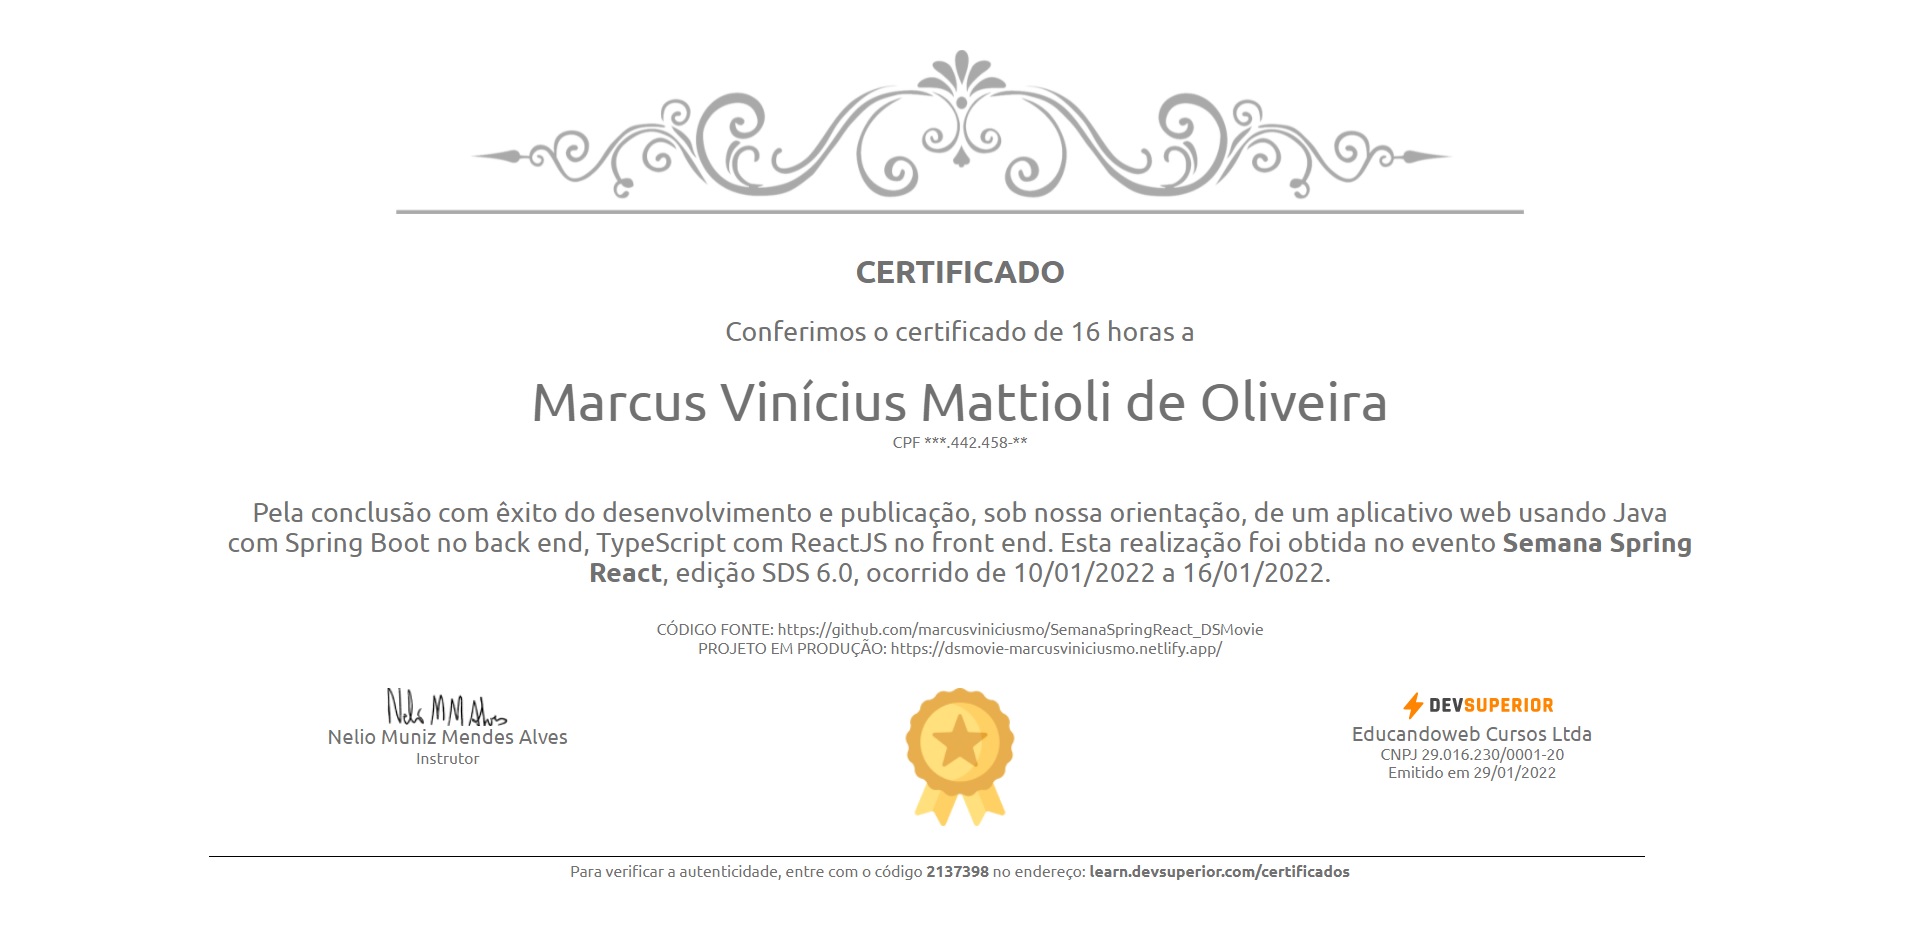 CERTIFICADO
Conferimos o certificado de 16 horas a
Marcus Vinícius Mattioli de Oliveira
CPF ***.442.458-**
Pela conclusão com êxito do desenvolvimento e publicação, sob nossa orientação, de um aplicativo web usando Java
com Spring Boot no back end, TypeScript com ReactJS no front end. Esta realização foi obtida no evento Semana Spring
React, edição SDS 6.0, ocorrido de 10/01/2022 a 16/01/2022.
CÓDIGO FONTE: https://github.com/marcusviniciusmo/SemanaSpringReact_DSMovie
PROJETO EM PRODUÇÃO: https://dsmovie-marcusviniciusmo.netlify.app/
Nelio M M Alves
Nelio Muniz Mendes Alves
Instrutor
DEVSUPERIOR
Educandoweb Cursos Ltda
CNPJ 29.016.230/0001-20
Emitido em 29/01/2022
Para verificar a autenticidade, entre com o código 2137398 no endereço: learn.devsuperior.com/certificados